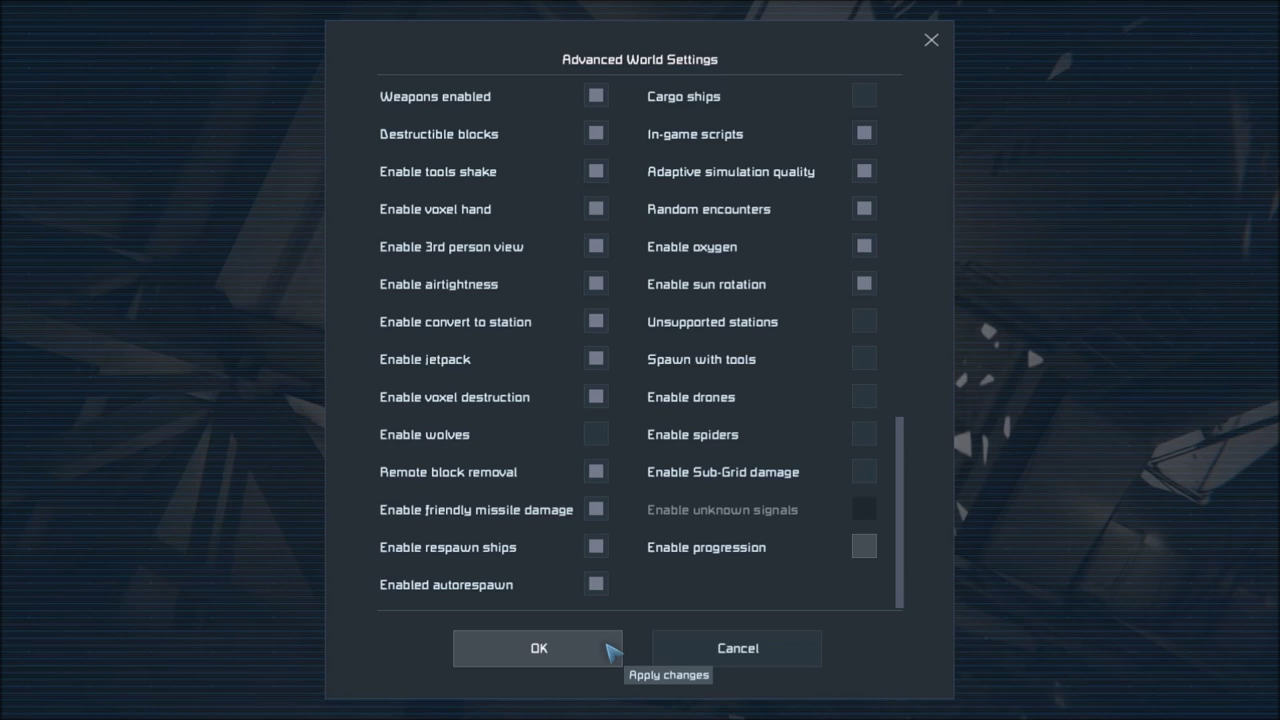 Advanced World Settings
Weapons enabled Cargo ships
Destructible blocks In-game scripts
Enable tools shake Adaptive simulation quality
Enable voxel hand Random encounters
Enable 3rd person view Enable oxygen
Enable airtightness Enable sun rotation
Enable convert to station Unsupported stations
Enable jetpack Spawn with tools
Enable voxel destruction Enable drones
Enable wolves Enable spiders
Remote block removal Enable Sub-Grid damage
Enable friendly missile damage Enable unknown signals
Enable respawn ships Enable progression
Enabled autorespawn
OK Cancel
Apply changes